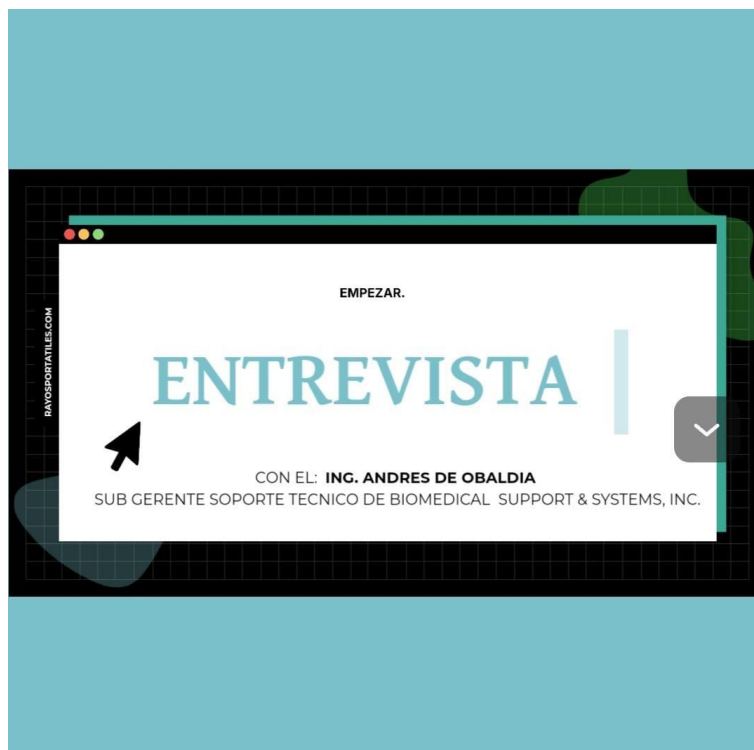 EMPEZAR.
RAYOSPORTATILES.COM
ENTREVISTA
CON EL: ING. ANDRES DE OBALDIA
SUB GERENTE SOPORTE TECNICO DE BIOMEDICAL SUPPORT & SYSTEMS, INC.